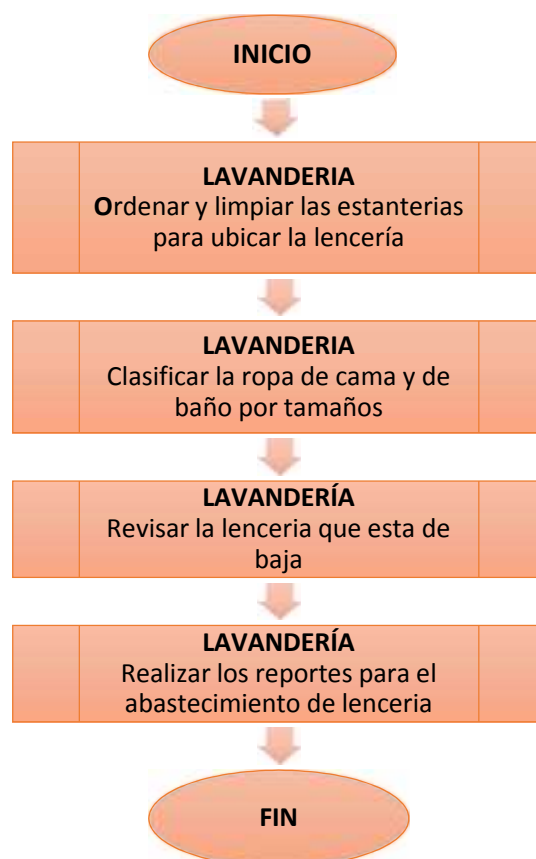 INICIO
LAVANDERIA
Ordenar y limpiar las estanterias
para ubicar la lencería
LAVANDERIA
Clasificar la ropa de cama y de
baño por tamaños
LAVANDERÍA
Revisar la lenceria que esta de
baja
LAVANDERÍA
Realizar los reportes para el
abastecimiento de lenceria
FIN